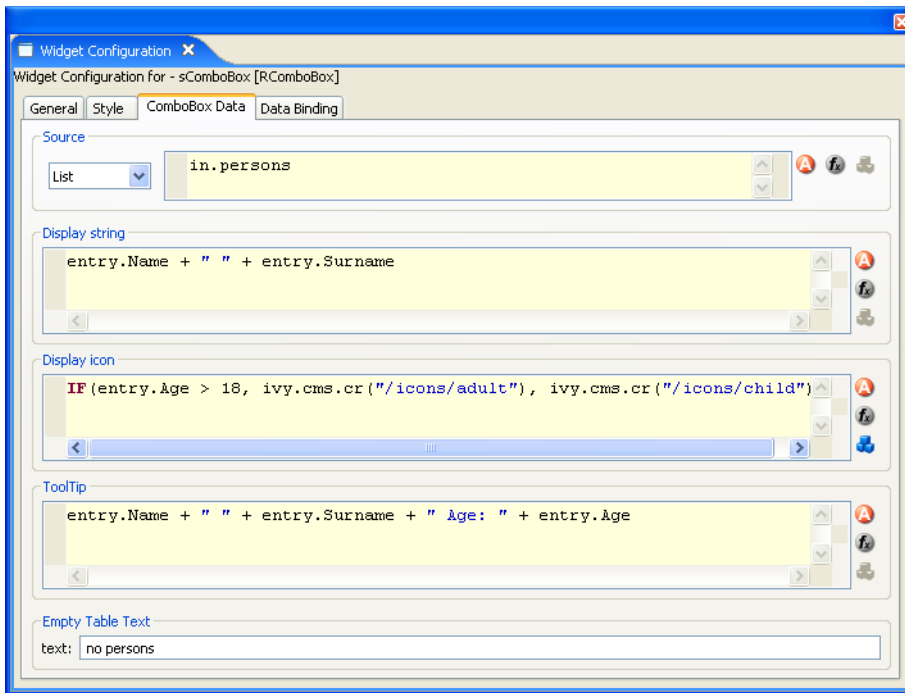 Widget Configuration
Widget Configuration for - sComboBox [RComboBox]
General Style ComboBox Data Data Binding
Source
List
in.persons
Display string
entry.Name + " " + entry.Surname
Display icon
IF(entry.Age > 18, ivy.cms.cr("/icons/adult"), ivy.cms.cr("/icons/child")
ToolTip
entry.Name + " " + entry.Surname + " Age: " + entry.Age
Empty Table Text
text: no persons